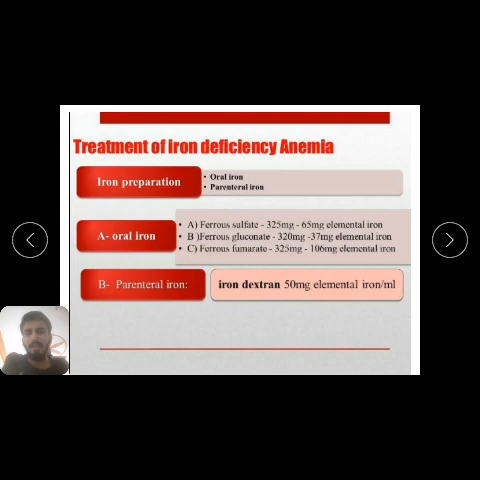 Treatment of iron deficiency Anemia
Iron preparation
• Oral iron
• Parenteral iron
A- oral iron
• A) Ferrous sulfate - 325mg - 65mg elemental iron
• B )Ferrous gluconate - 320mg -37mg elemental iron
• C) Ferrous fumarate - 325mg - 106mg elemental iron
B- Parenteral iron:
iron dextran 50mg elemental iron/ml